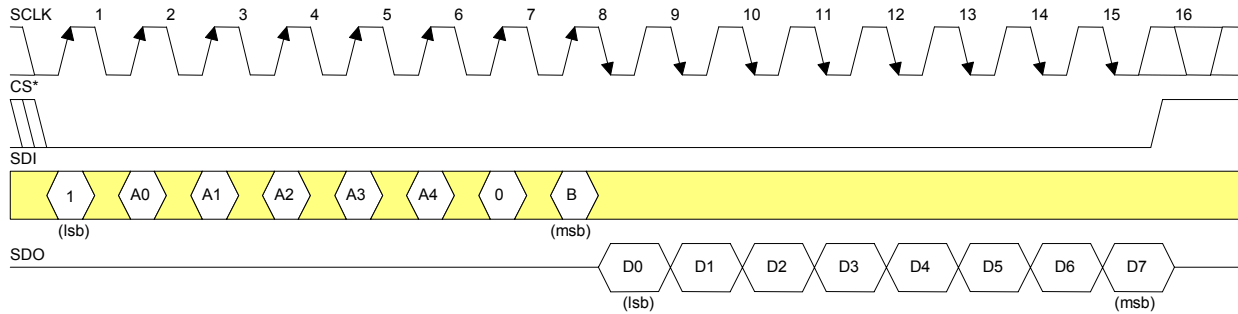 SCLK 1 2 3 4 5 6 7 8 9 10 11 12 13 14 15 16
CS*
SDI
1 A0 A1 A2 A3 A4 0 B
(lsb) (msb)
SDO
D0 D1 D2 D3 D4 D5 D6 D7
(lsb) (msb)